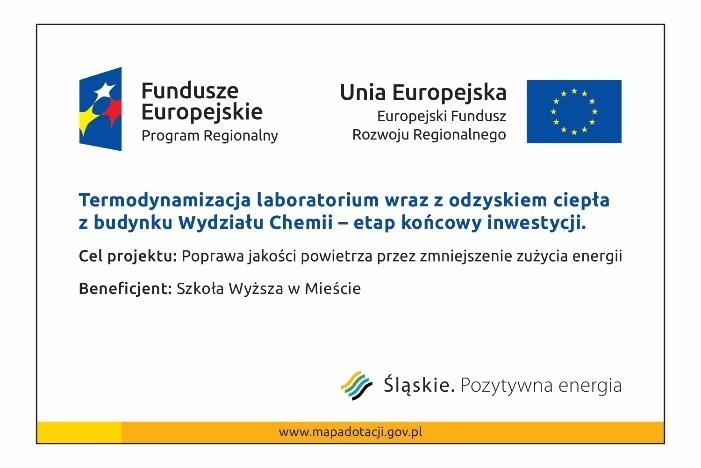 Fundusze
Europejskie
Program Regionalny
Unia Europejska
Europejski Fundusz
Rozwoju Regionalnego
Termodynamizacja laboratorium wraz z odzyskiem ciepła
z budynku Wydziału Chemii – etap końcowy inwestycji.
Cel projektu: Poprawa jakości powietrza przez zmniejszenie zużycia energii
Beneficjent: Szkoła Wyższa w Mieście
Śląskie. Pozytywna energia
www.mapadotacji.gov.pl